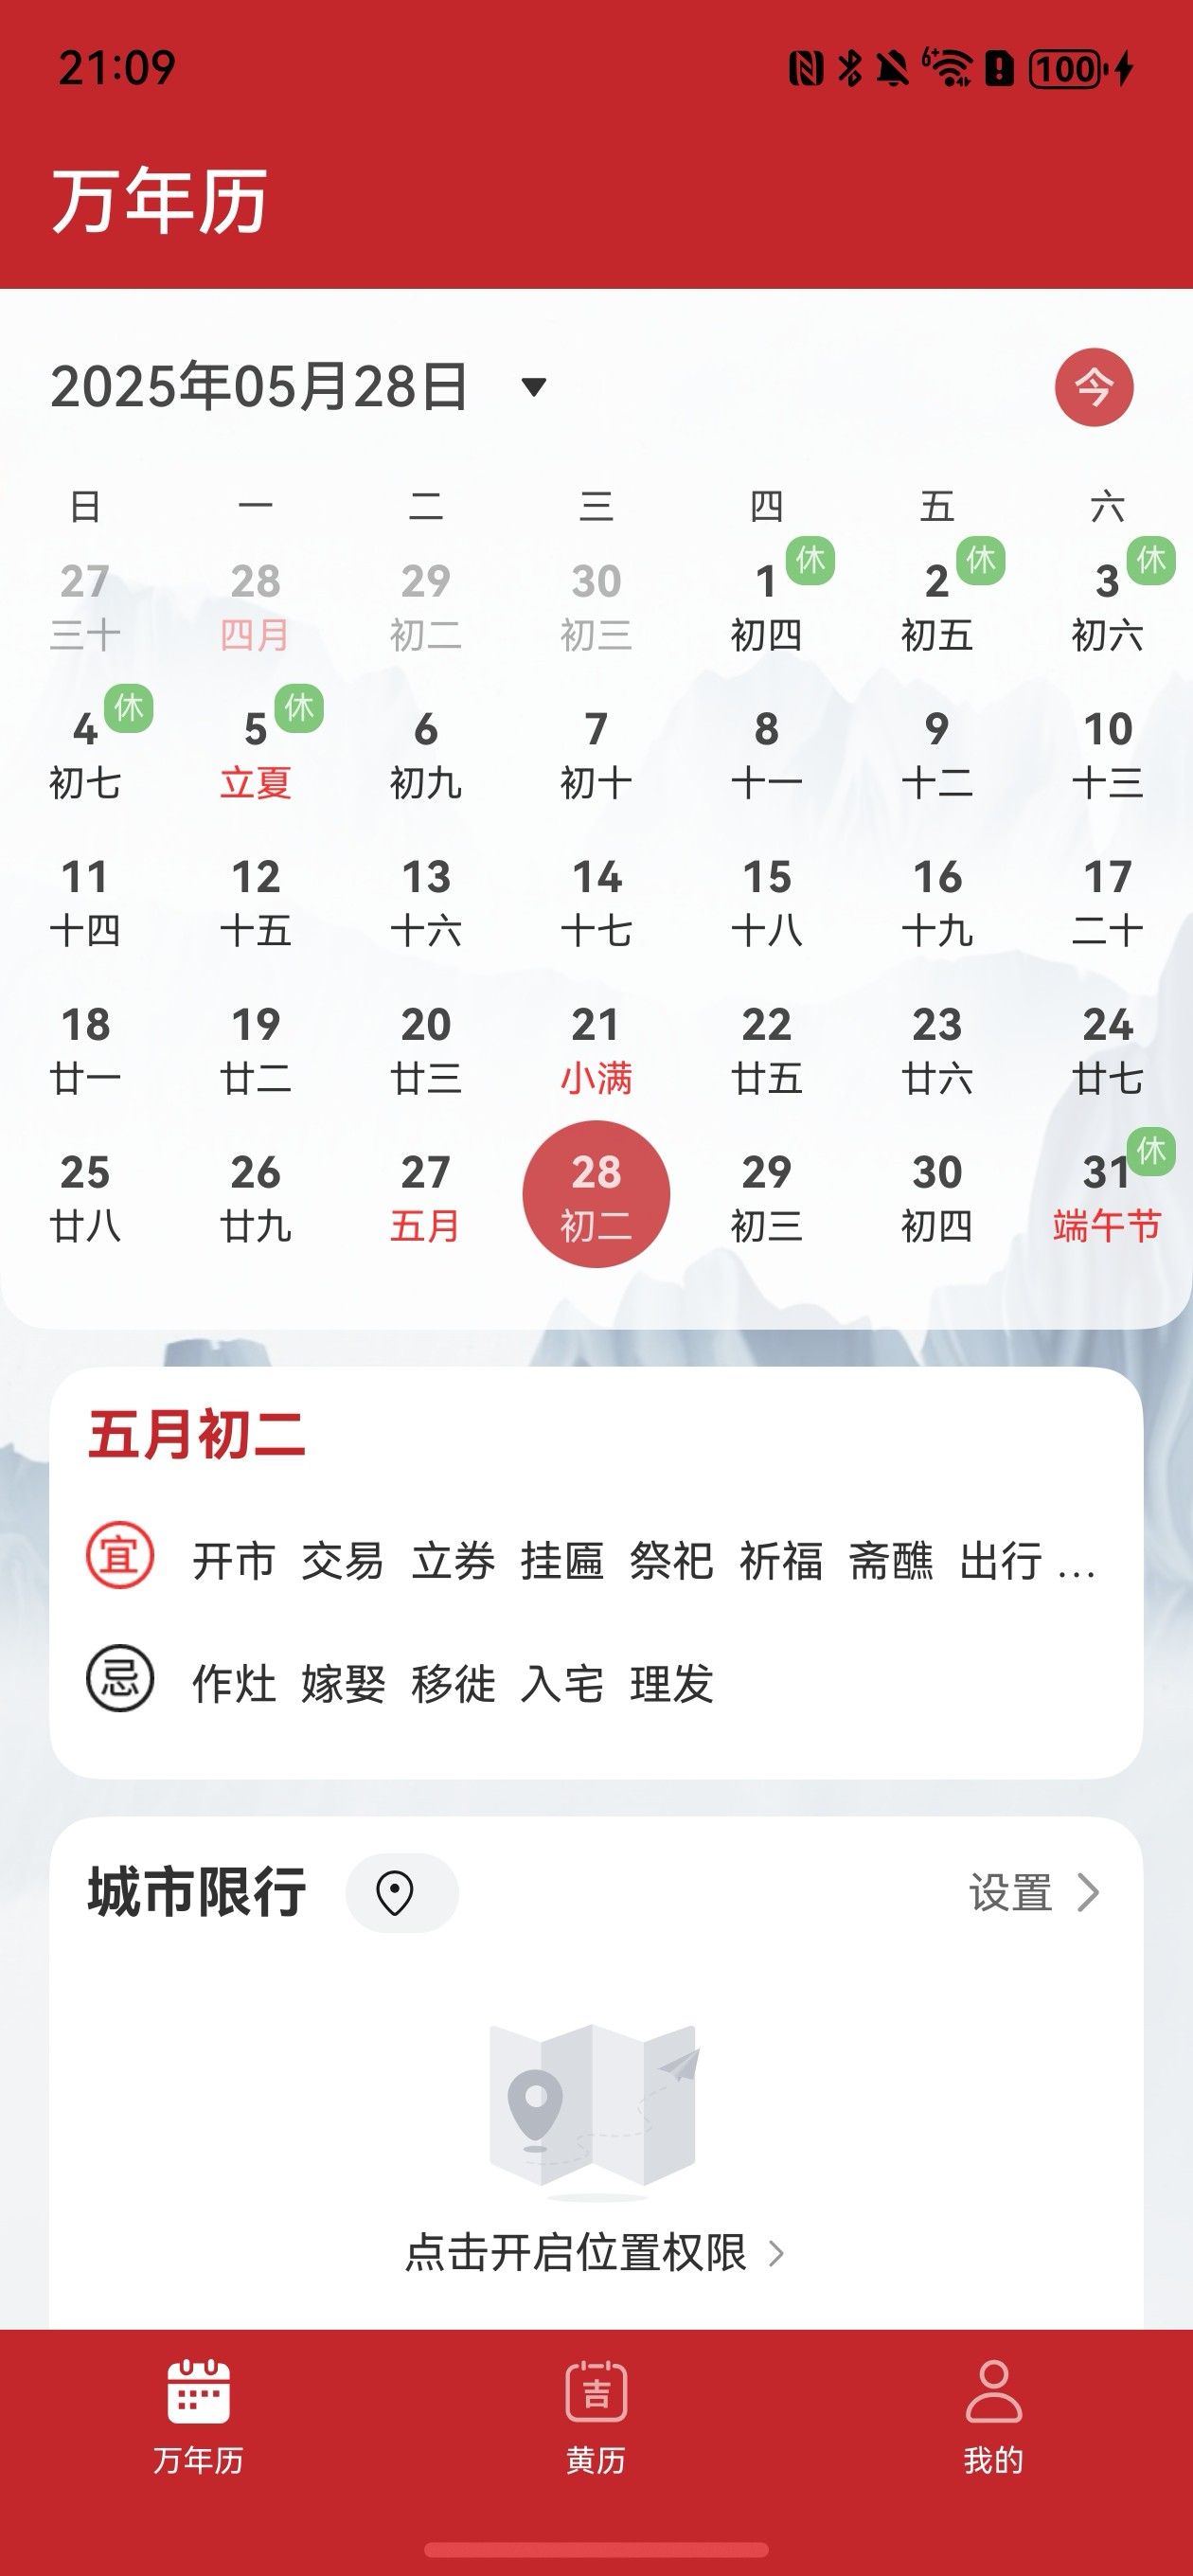 21:09 6+ 100
万年历
2025年05月28日 今
日 一 二 三 四 五 六
27 28 29 30 1 休 2 休 3 休
三十 四月 初二 初三 初四 初五 初六
4 休 5 休 6 7 8 9 10
初七 立夏 初九 初十 十一 十二 十三
11 12 13 14 15 16 17
十四 十五 十六 十七 十八 十九 二十
18 19 20 21 22 23 24
廿一 廿二 廿三 小满 廿五 廿六 廿七
25 26 27 28 29 30 31 休
廿八 廿九 五月 初二 初三 初四 端午节
五月初二
宜 开市 交易 立券 挂匾 祭祀 祈福 斋醮 出行 ...
忌 作灶 嫁娶 移徙 入宅 理发
城市限行 设置
点击开启位置权限
吉
万年历 黄历 我的